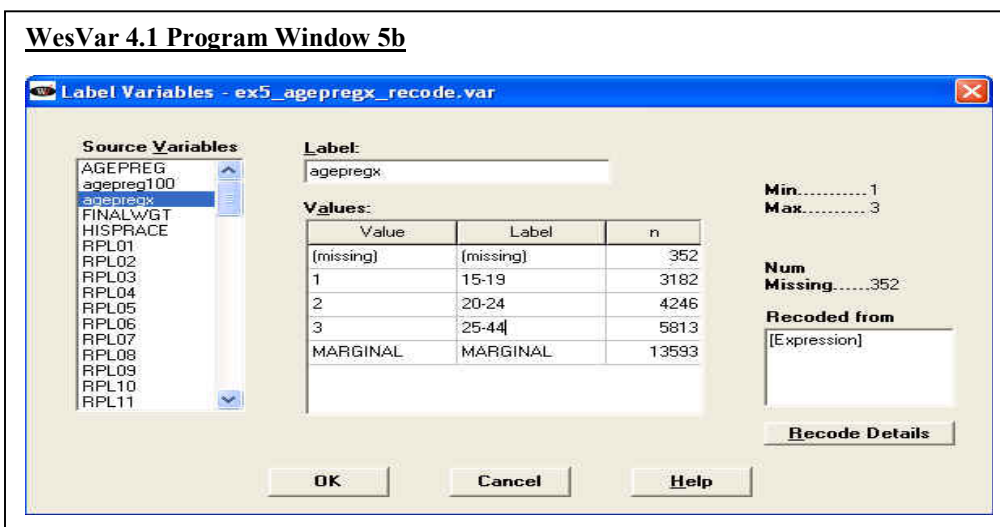 WesVar 4.1 Program Window 5b
Label Variables - ex5_agepregx_recode.var
Source Variables
AGEPREG
agepreg100
agepregx
FINALWGT
HISPRACE
RPL01
RPL02
RPL03
RPL04
RPL05
RPL06
RPL07
RPL08
RPL09
RPL10
RPL11
Label:
agepregx
Values:
Value Label n
(missing) (missing) 352
1 15-19 3182
2 20-24 4246
3 25-44 5813
MARGINAL MARGINAL 13593
Min..........1
Max..........3
Num
Missing......352
Recoded from
[Expression]
Recode Details
OK Cancel Help